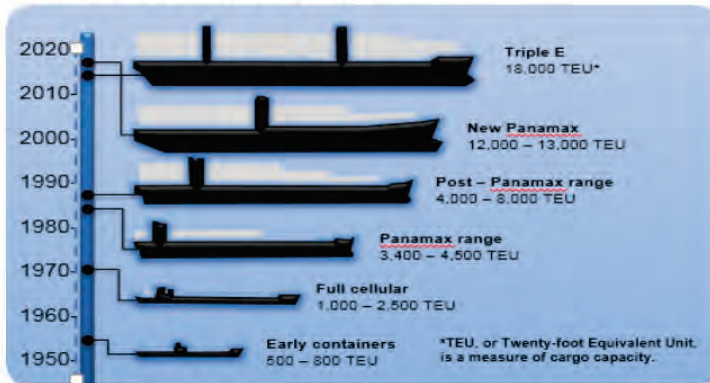 2020
Triple E
18.000 TEU*
2010
New Panamax
2000
12.000 – 13.000 TEU
1990
Post – Panamax range
4.000 – 8.000 TEU
1980
Panamax range
3.400 – 4.500 TEU
1970
Full cellular
1.000 – 2.500 TEU
1960
Early containers
500 – 800 TEU
*TEU. or Twenty-foot Equivalent Unit.
is a measure of cargo capacity.
1950